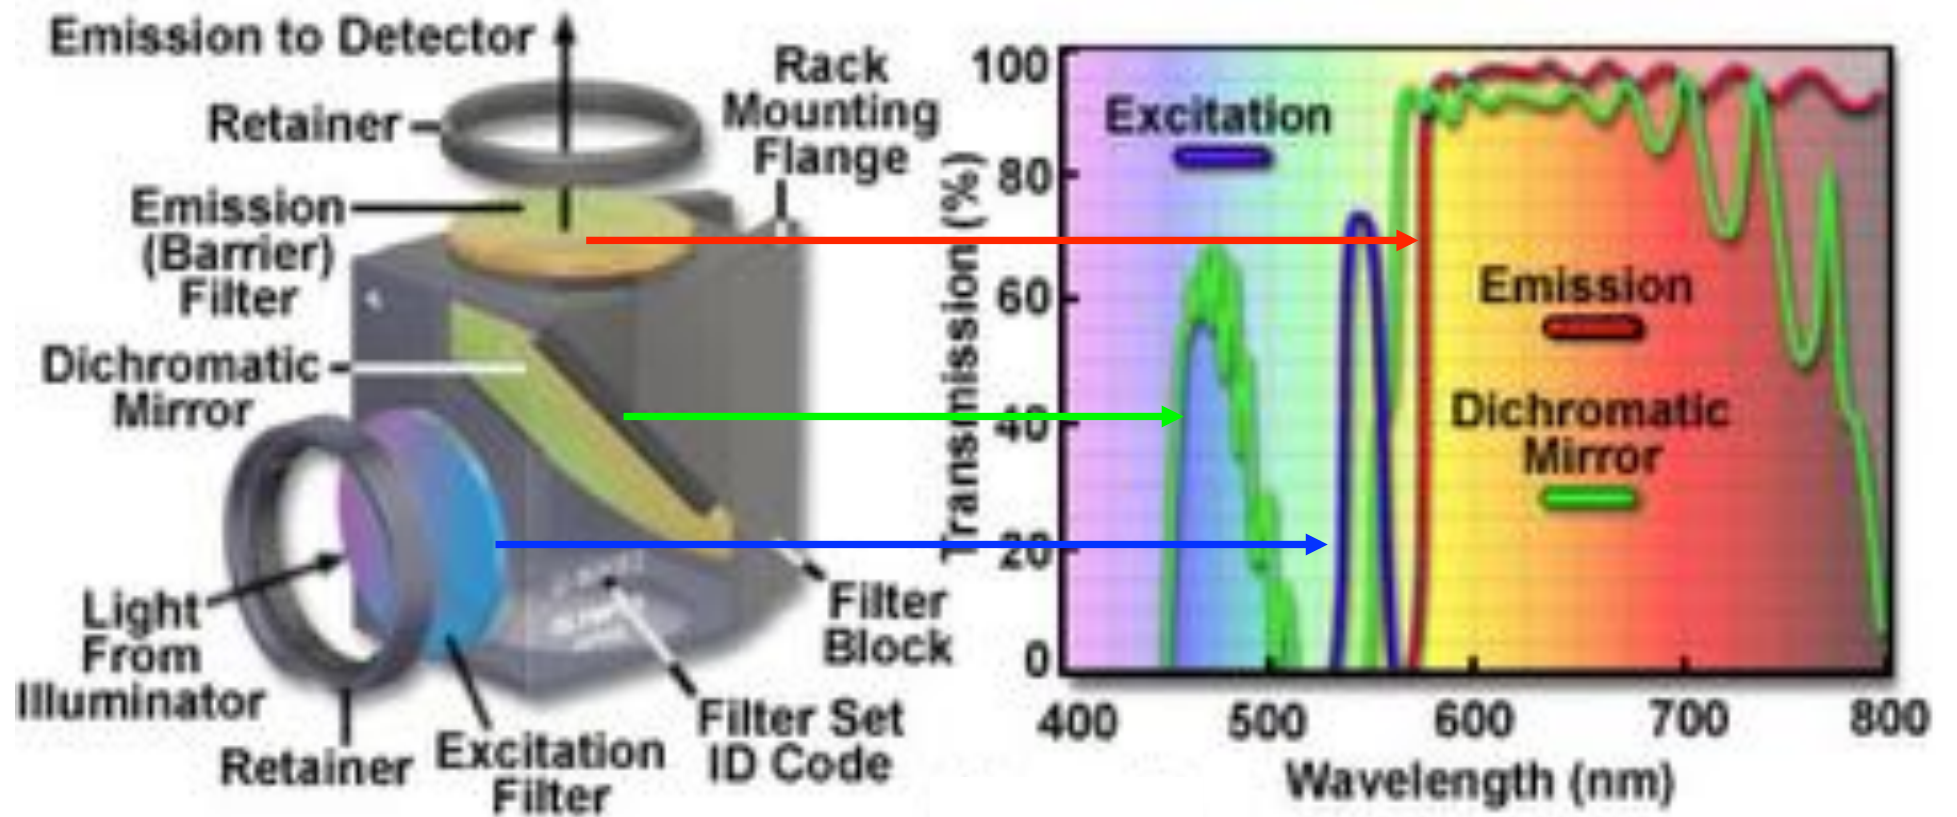 Emission to Detector
Retainer
Rack
Mounting
Flange
Emission
(Barrier)
Filter
Dichromatic
Mirror
Light
From
Illuminator
Retainer
Excitation
Filter
Filter Set
ID Code
Filter
Block
Transmission (%)
100
80
60
40
20
0
Excitation
Emission
Dichromatic
Mirror
400 500 600 700 800
Wavelength (nm)